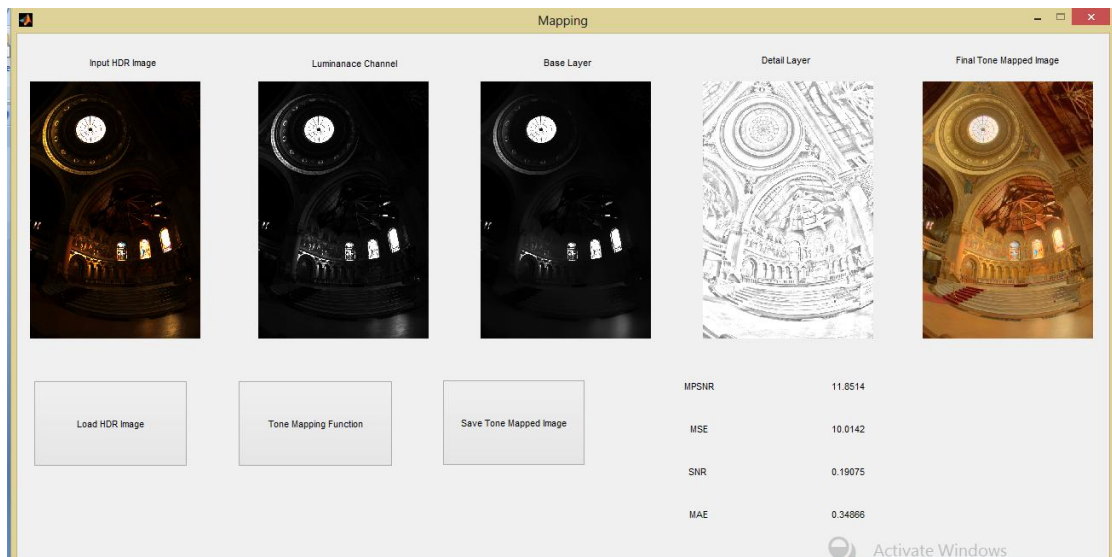 Mapping
Input HDR Image
Luminanace Channel
Base Layer
Detail Layer
Final Tone Mapped Image
Load HDR Image
Tone Mapping Function
Save Tone Mapped Image
MPSNR 11.8514
MSE 10.0142
SNR 0.19075
MAE 0.34866
Activate Windows